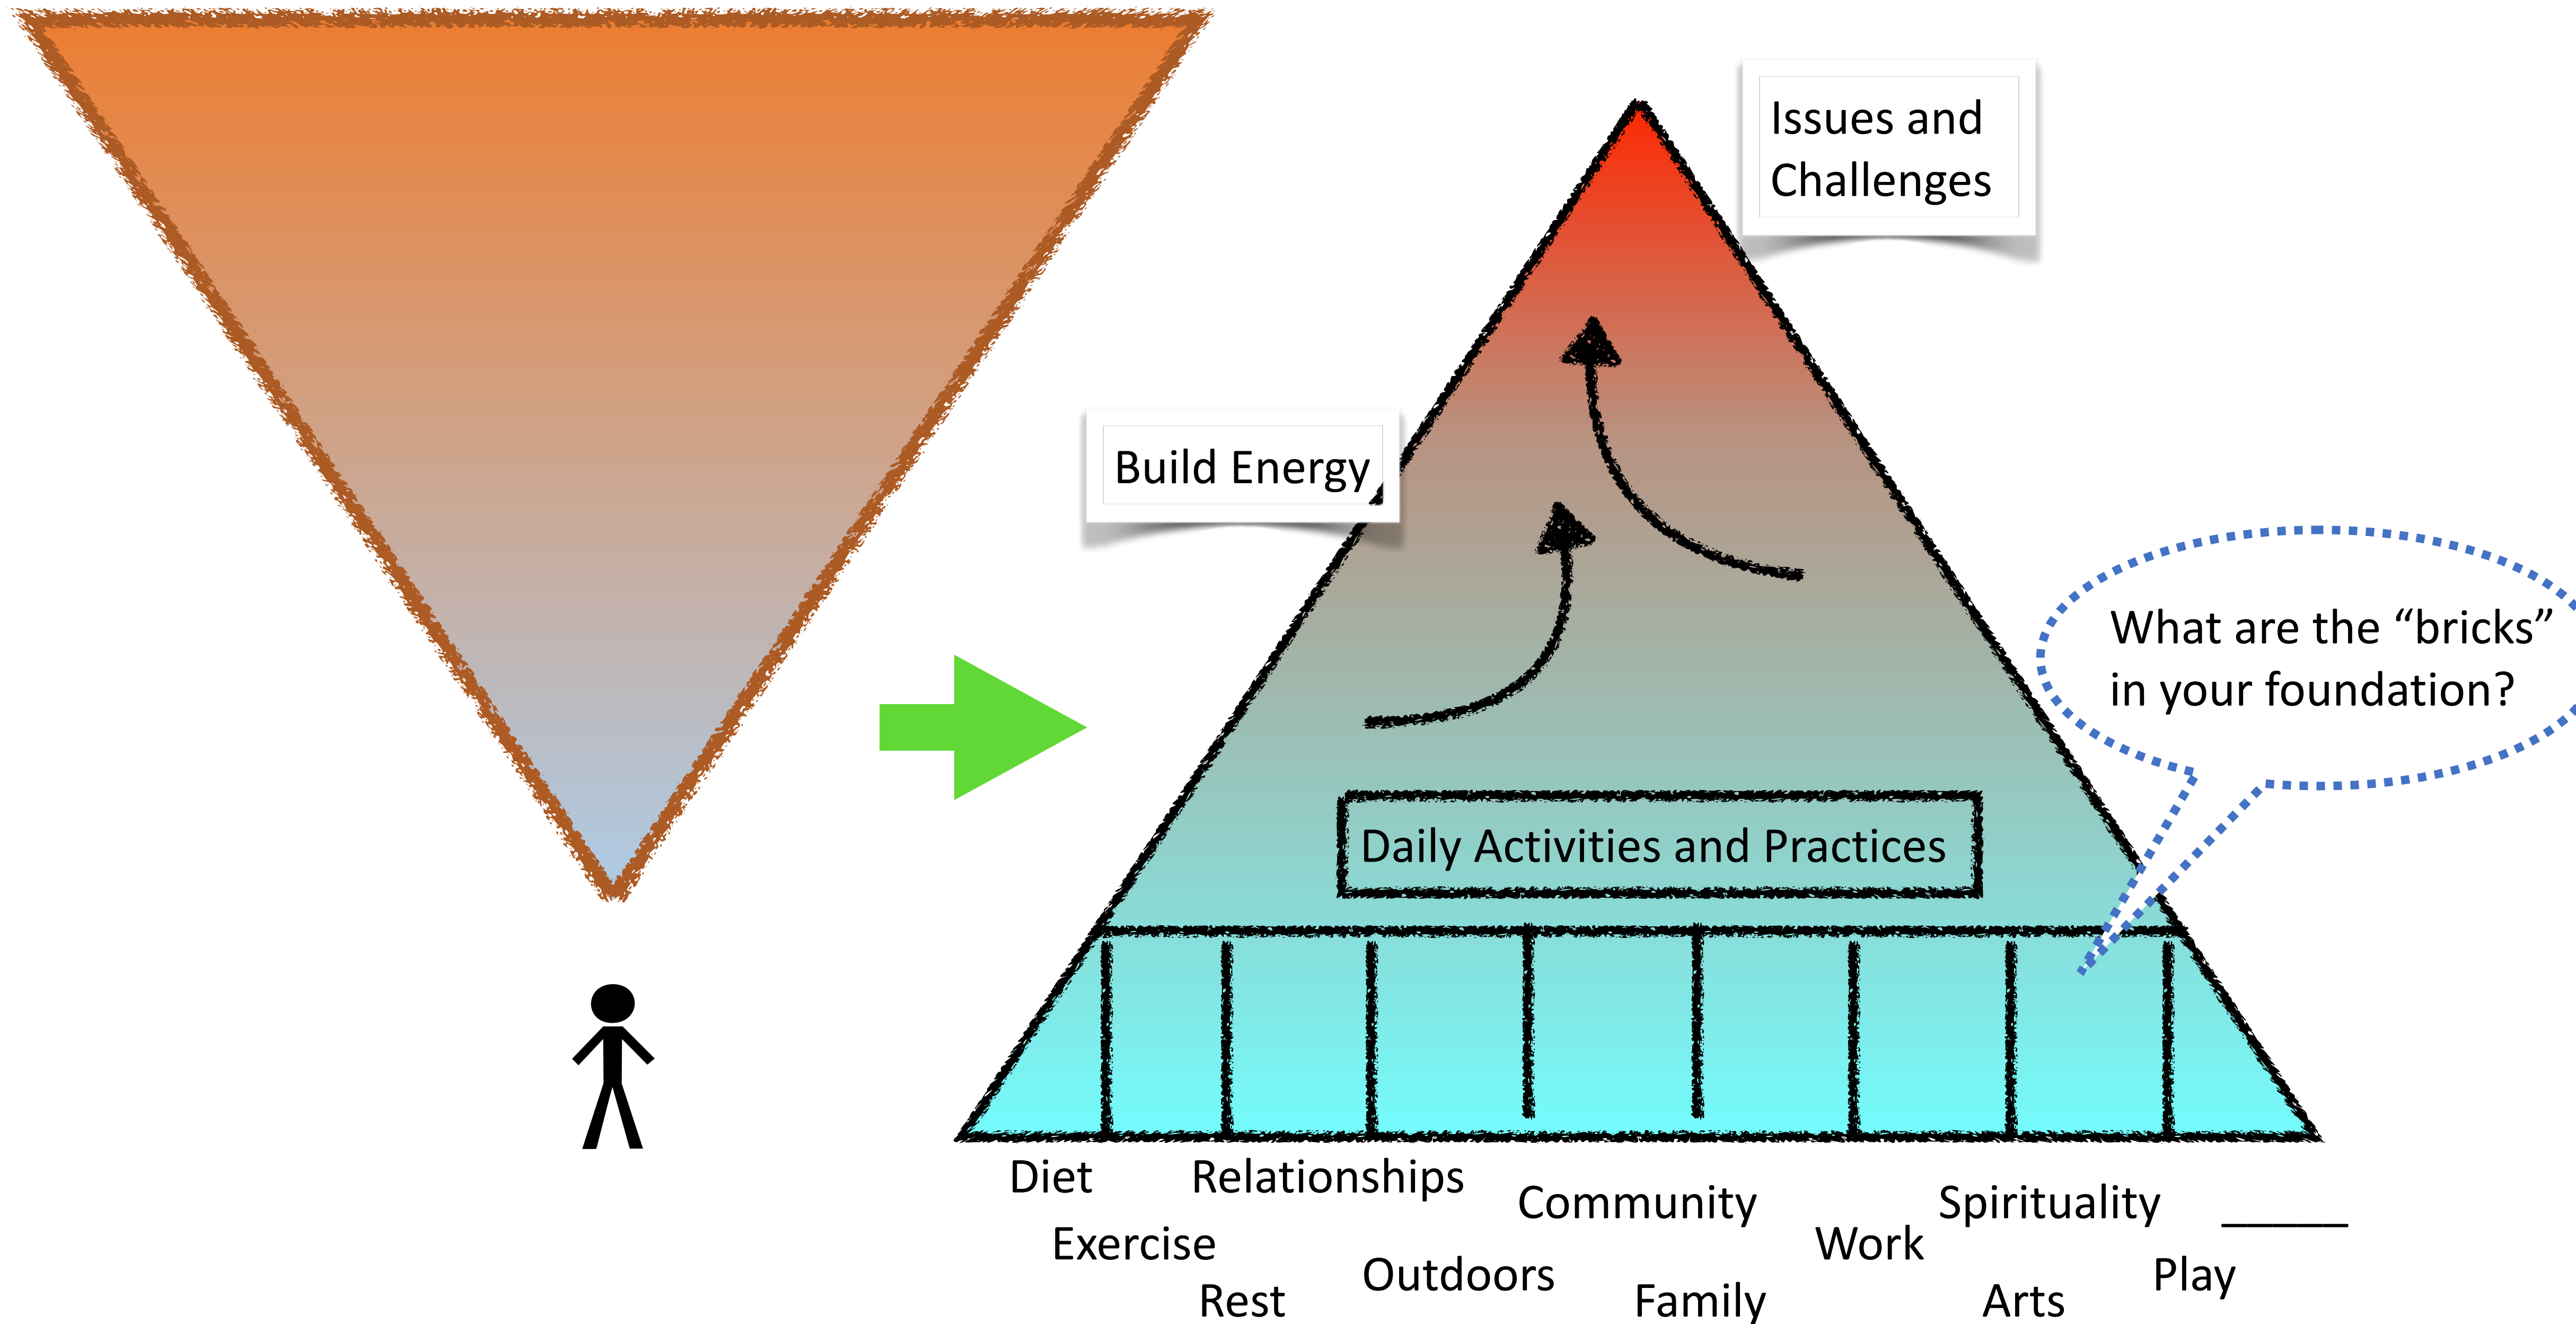 Issues and
Challenges
Build Energy
What are the “bricks”
in your foundation?
Daily Activities and Practices
Diet
Relationships
Community
Spirituality
_____
Exercise
Work
Rest
Outdoors
Family
Arts
Play